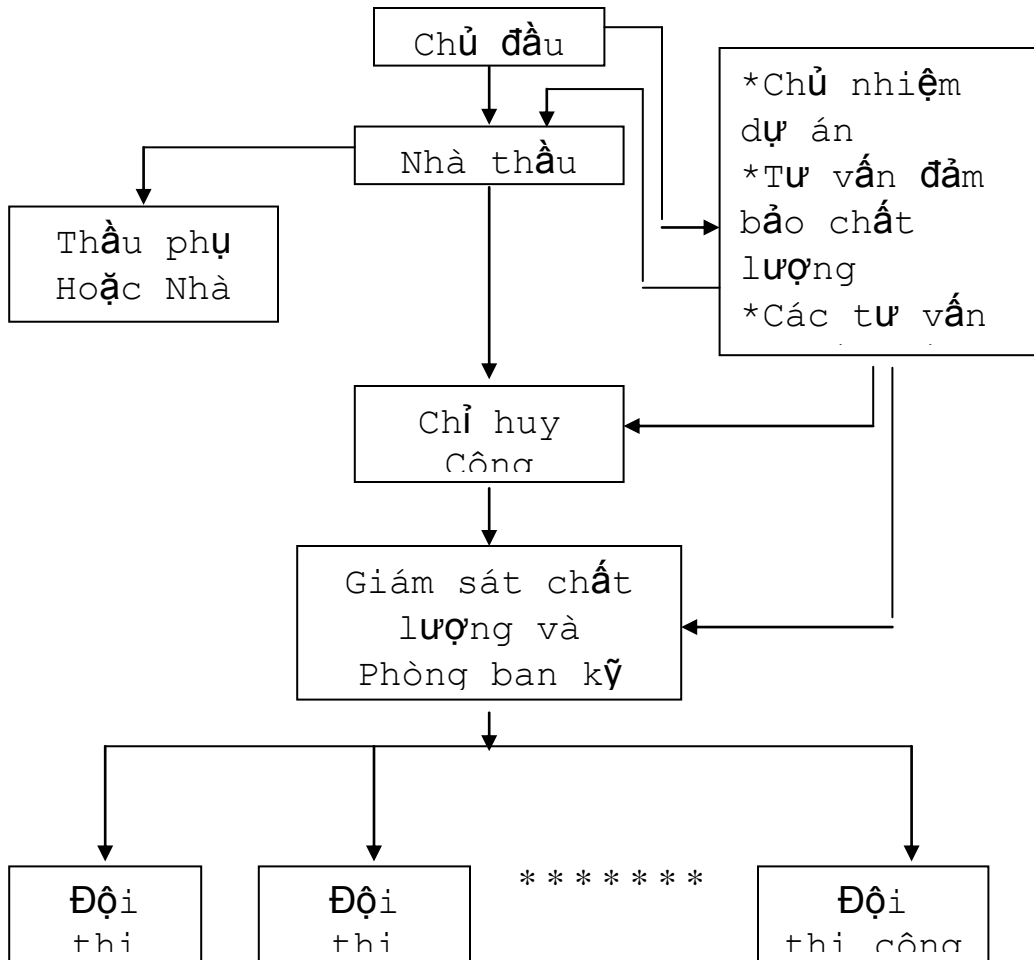 Chủ đầu
*Chủ nhiệm
dự án
*Tư vấn đảm
bảo chất
lượng
*Các tư vấn
Nhà thầu
Thầu phụ
Hoặc Nhà
Chỉ huy
Công
Giám sát chất
lượng và
Phòng ban kỹ
Đội
thi
Đội
thi
*******
Đội
thi công